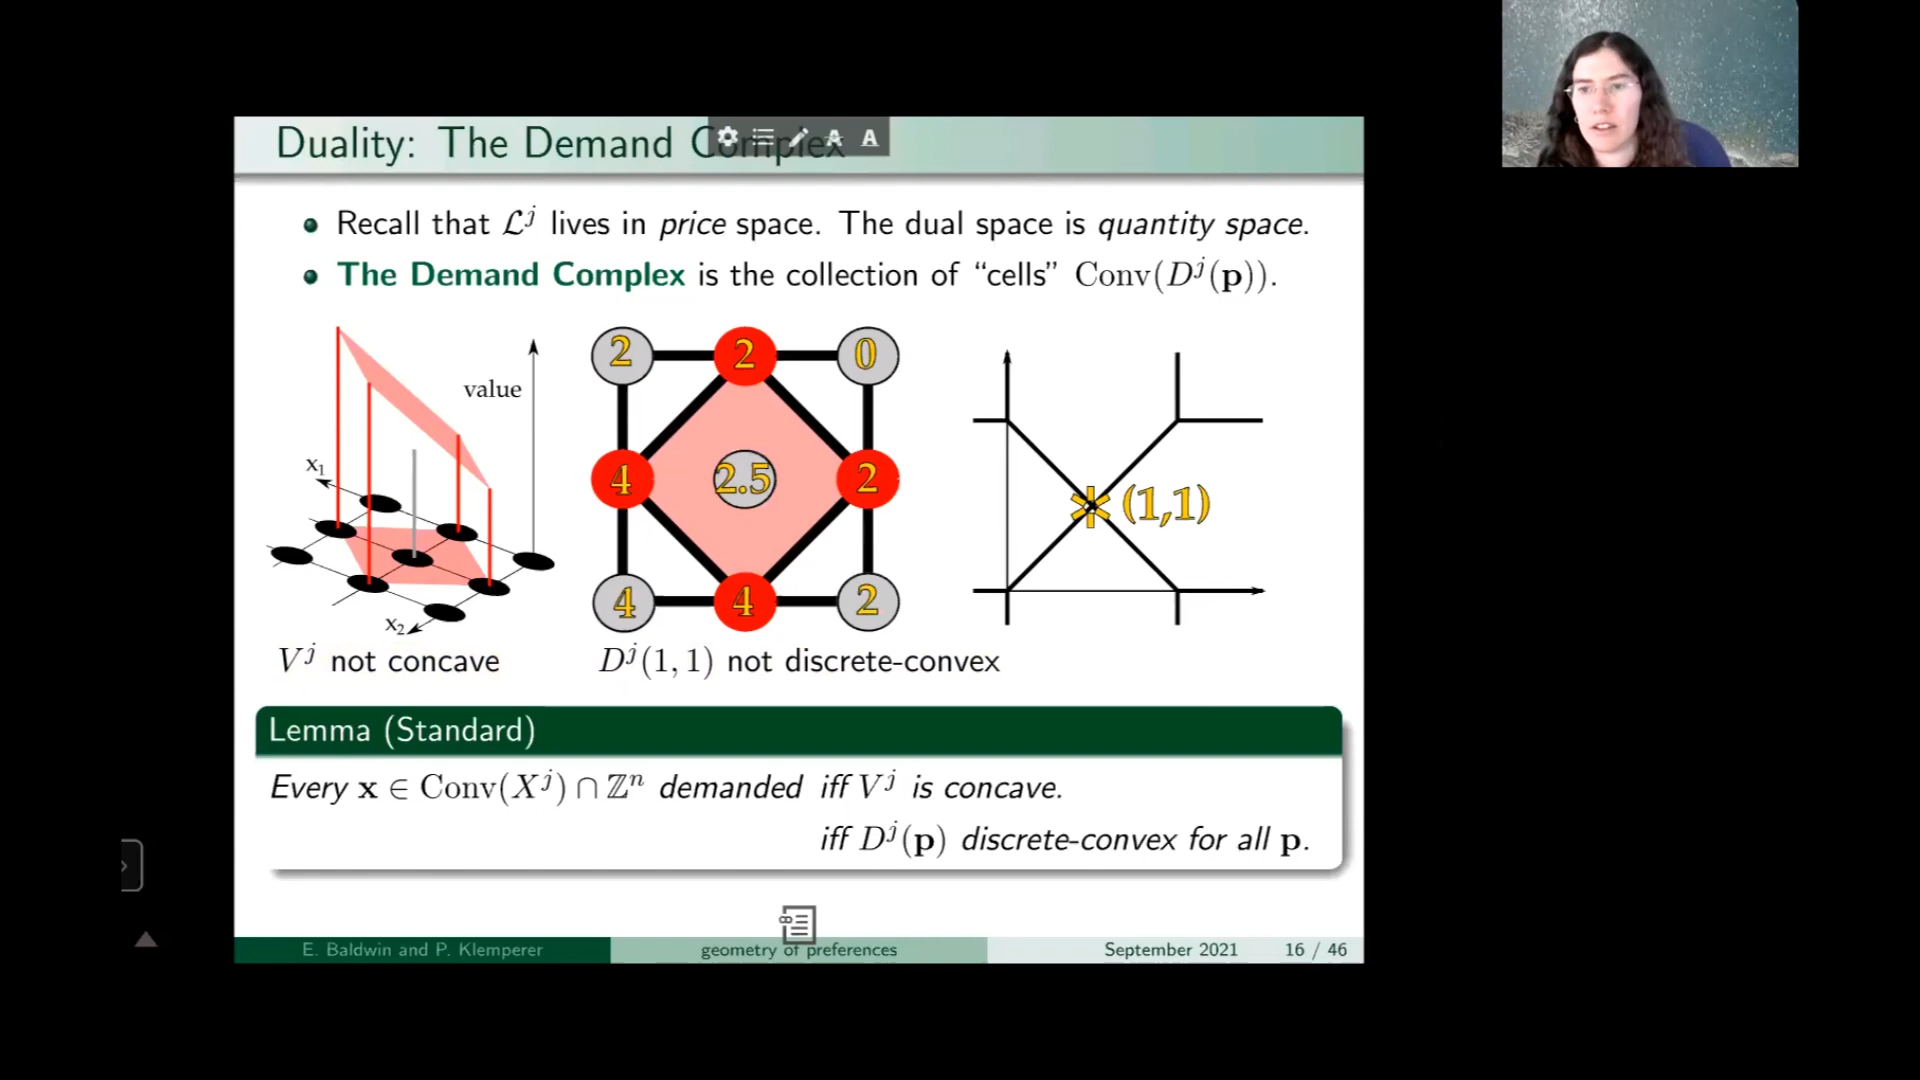 Duality: The Demand Complex
Recall that ℒʲ lives in price space. The dual space is quantity space.
The Demand Complex is the collection of “cells” Conv(Dʲ(p)).
value
x₁
x₂
2 2 0
4 2.5 2
4 4 2
(1,1)
Vʲ not concave
Dʲ(1, 1) not discrete-convex
Lemma (Standard)
Every x ∈ Conv(Xʲ) ∩ ℤⁿ demanded iff Vʲ is concave.
iff Dʲ(p) discrete-convex for all p.
E. Baldwin and P. Klemperer geometry of preferences September 2021 16 / 46